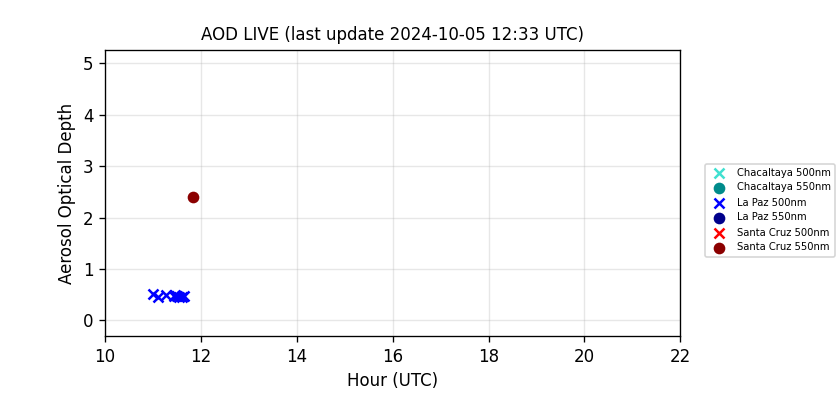 AOD LIVE (last update 2024-10-05 12:33 UTC)
5
4
3
2
1
0
Aerosol Optical Depth
10 12 14 16 18 20 22
Hour (UTC)
Chacaltaya 500nm
Chacaltaya 550nm
La Paz 500nm
La Paz 550nm
Santa Cruz 500nm
Santa Cruz 550nm